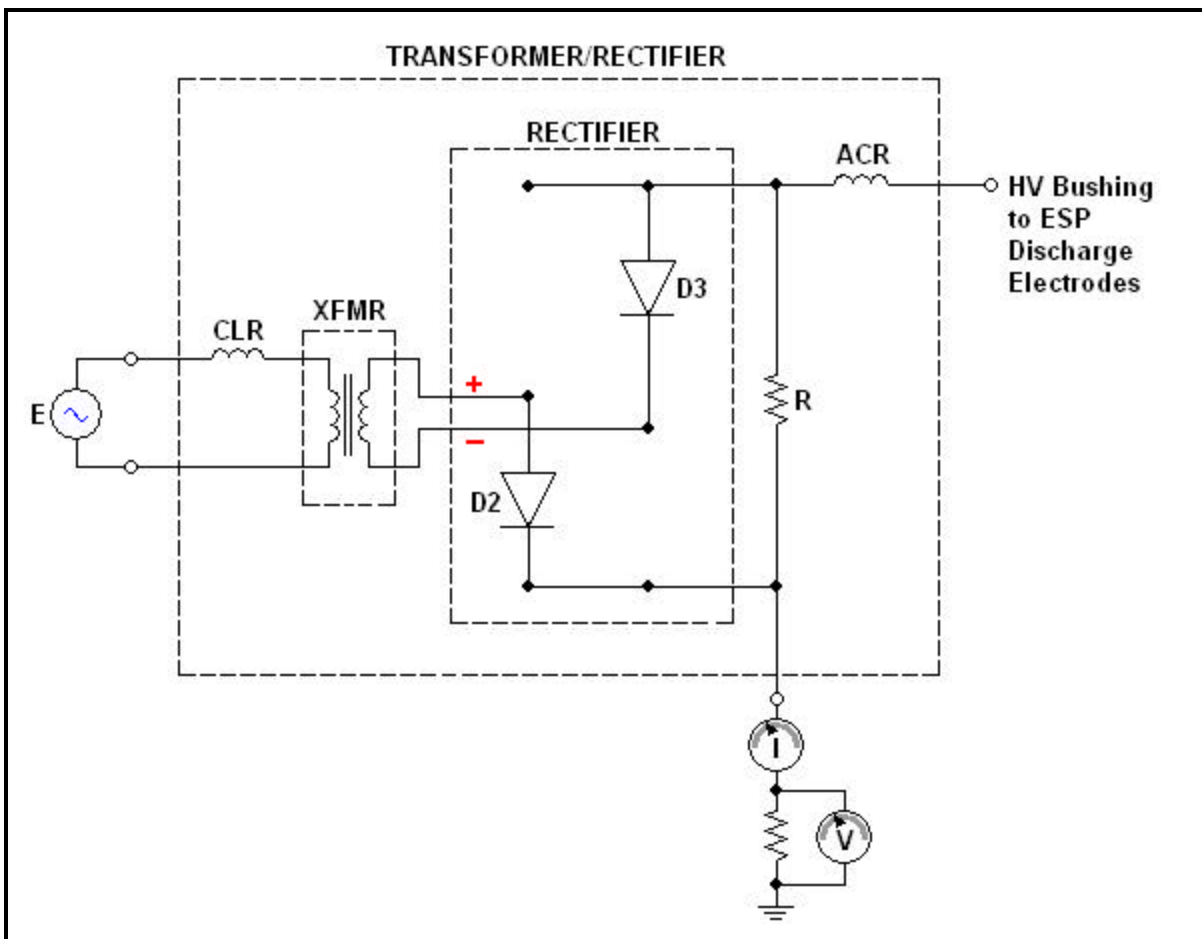 TRANSFORMER/RECTIFIER
RECTIFIER
ACR
HV Bushing
to ESP
Discharge
Electrodes
D3
XFMR
CLR
+
R
E
−
D2
I
V